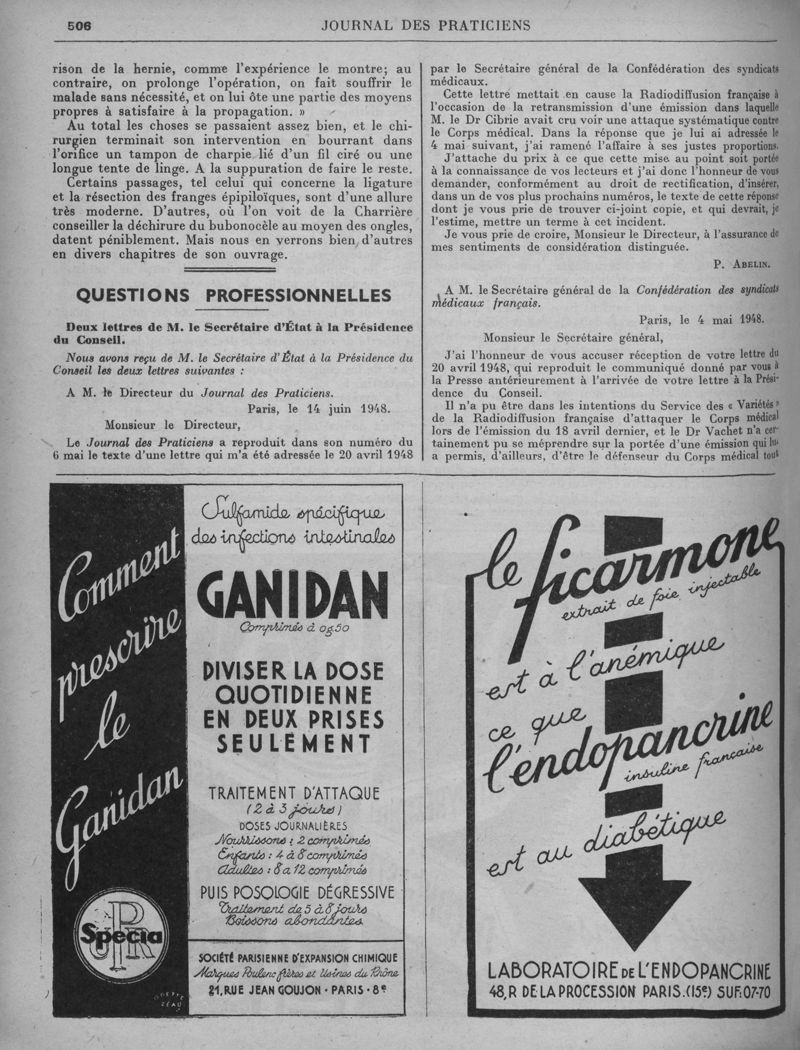 506
JOURNAL DES PRATICIENS
rison de la hernie, comme l'expérience le montre; au
contraire, on prolonge l'opération, on fait souffrir le
malade sans nécessité, et on lui ôte une partie des moyens
propres à satisfaire à la propagation. »
Au total les choses se passaient assez bien, et le chi-
rurgien terminait son intervention en bourrant dans
l'orifice un tampon de charpie lié d'un fil ciré ou une
longue tente de linge. A la suppuration de faire le reste.
Certains passages, tel celui qui concerne la ligature
et la résection des franges épipiloïques, sont d'une allure
très moderne. D'autres, où l'on voit de la Charrière
conseiller la déchirure du bubonocèle au moyen des ongles,
datent péniblement. Mais nous en verrons bien d'autres
en divers chapitres de son ouvrage.
QUESTIONS PROFESSIONNELLES
Deux lettres de M. le Secrétaire d'État à la Présidence
du Conseil.
Nous avons reçu de M. le Secrétaire d'État à la Présidence du
Conseil les deux lettres suivantes :
A M. le Directeur du Journal des Praticiens.
Paris, le 14 juin 1948.
Monsieur le Directeur,
Le Journal des Praticiens a reproduit dans son numéro du
6 mai le texte d'une lettre qui m'a été adressée le 20 avril 1948
par le Secrétaire général de la Confédération des syndicats
médicaux.
Cette lettre mettait en cause la Radiodiffusion française à
l'occasion de la retransmission d'une émission dans laquelle
M. le Dr Cibrie avait cru voir une attaque systématique contre
le Corps médical. Dans la réponse que je lui ai adressée le
4 mai suivant, j'ai ramené l'affaire à ses justes proportions.
J'attache du prix à ce que cette mise au point soit portée
à la connaissance de vos lecteurs et j'ai donc l'honneur de vous
demander, conformément au droit de rectification, d'insérer,
dans un de vos plus prochains numéros, le texte de cette réponse
dont je vous prie de trouver ci-joint copie, et qui devrait, je
l'estime, mettre un terme à cet incident.
Je vous prie de croire, Monsieur le Directeur, à l'assurance de
mes sentiments de considération distinguée.
P. ABELIN.
A M. le Secrétaire général de la Confédération des syndicats
médicaux français.
Paris, le 4 mai 1948.
Monsieur le Secrétaire général,
J'ai l'honneur de vous accuser réception de votre lettre du
20 avril 1948, qui reproduit le communiqué donné par vous à
la Presse antérieurement à l'arrivée de votre lettre à la Prési-
dence du Conseil.
Il n'a pu être dans les intentions du Service des « Variétés »
de la Radiodiffusion française d'attaquer le Corps médical
lors de l'émission du 18 avril dernier, et le Dr Vachet n'a cer-
tainement pu se méprendre sur la portée d'une émission qui lui
a permis, d'ailleurs, d'être le défenseur du Corps médical tout
Comment
prescrire
le
Ganidan
Specia
Sulfamide spécifique
des infections intestinales
GANIDAN
Comprimés à 0g.50
DIVISER LA DOSE
QUOTIDIENNE
EN DEUX PRISES
SEULEMENT
TRAITEMENT D'ATTAQUE
(2 à 3 jours)
DOSES JOURNALIÈRES
Nourrissons : 2 comprimés
Enfants : 4 à 8 comprimés
Adultes : 8 a 12 comprimés
PUIS POSOLOGIE DÉGRESSIVE
Traitement de 5 à 8 jours
Boissons abondantes
SOCIÉTÉ PARISIENNE D'EXPANSION CHIMIQUE
Marques Poulenc frères et Usines du Rhône
21, RUE JEAN GOUJON • PARIS • 8e
le ficarmone
extrait de foie injectable
est à l'anémique
ce que
l'endopancrine
insuline française
est au diabétique
LABORATOIRE DE L'ENDOPANCRINE
48, R DE LA PROCESSION PARIS.(15e) SUF: 07-70